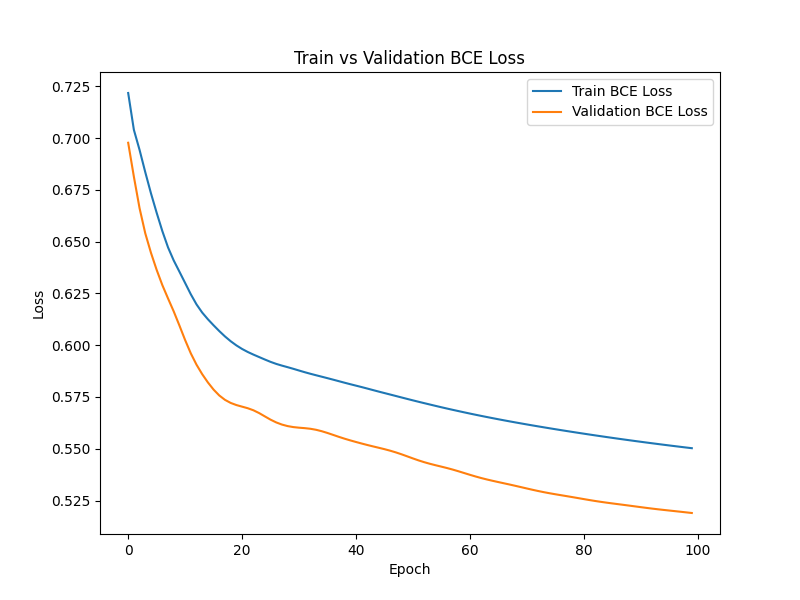 Train vs Validation BCE Loss
Train BCE Loss
Validation BCE Loss
0.725
0.700
0.675
0.650
0.625
0.600
0.575
0.550
0.525
Loss
0 20 40 60 80 100
Epoch